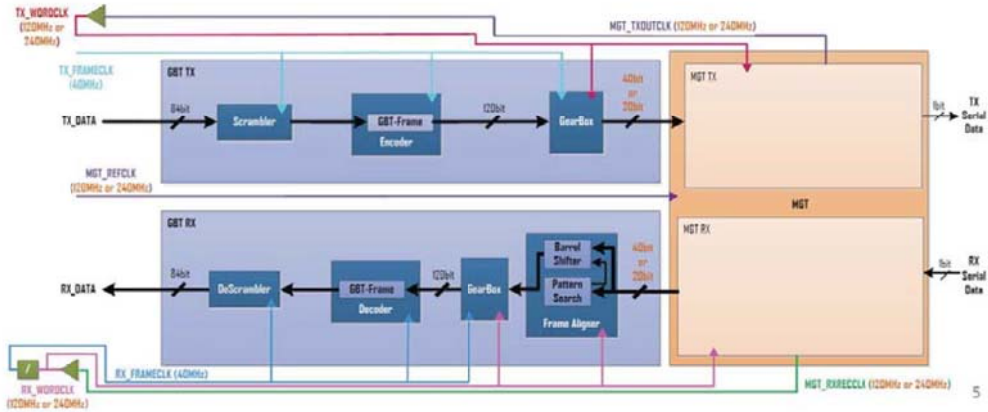 TX_WORDCLK
(120MHz or
240MHz)
MGT_TXOUTCLK (120MHz or 240MHz)
TX_FRAMECLK
(40MHz)
GBT TX
40bit
or
20bit
MGT TX
84bit
120bit
1bit
TX_DATA
Scrambler
GBT-Frame
Encoder
GearBox
TX
Serial
Data
MGT_REFCLK
(120MHz or 240MHz)
MGT
GBT RX
MGT RX
84bit
120bit
Barrel
Shifter
40bit
or
20bit
1bit
RX_DATA
DeScrambler
GBT-Frame
Decoder
GearBox
Pattern
Search
Frame Aligner
RX
Serial
Data
/
RX_FRAMECLK (40MHz)
RX_WORDCLK
(120MHz or 240MHz)
MGT_RXRECCLK (120MHz or 240MHz)
5